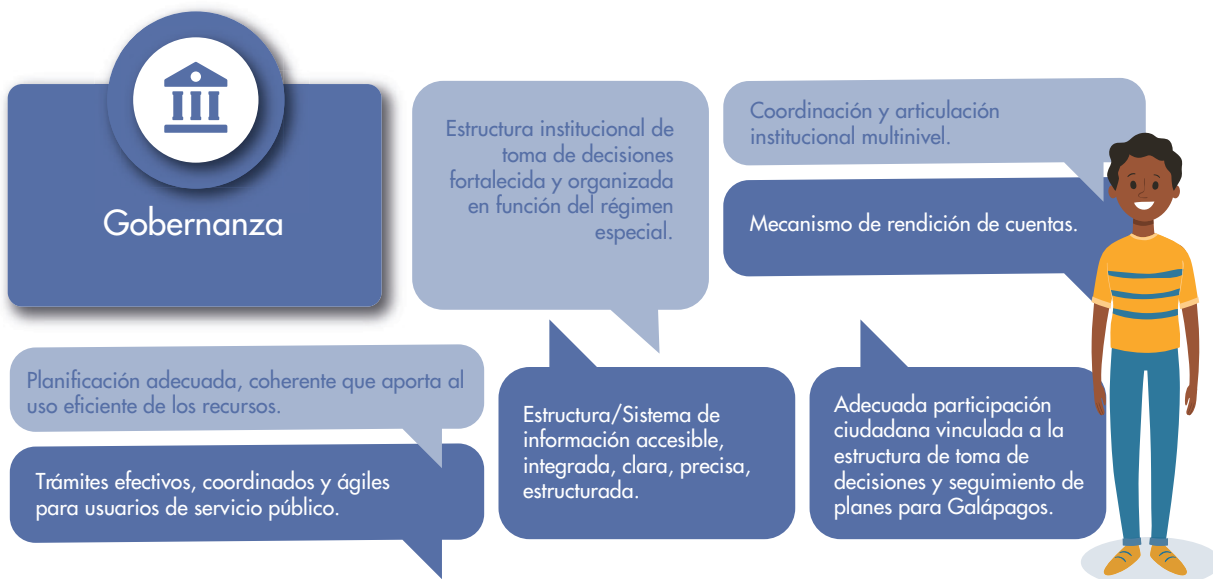 Gobernanza
Estructura institucional de
toma de decisiones
fortalecida y organizada
en función del régimen
especial.
Coordinación y articulación
institucional multinivel.
Mecanismo de rendición de cuentas.
Planificación adecuada, coherente que aporta al
uso eficiente de los recursos.
Trámites efectivos, coordinados y ágiles
para usuarios de servicio público.
Estructura/Sistema de
información accesible,
integrada, clara, precisa,
estructurada.
Adecuada participación
ciudadana vinculada a la
estructura de toma de
decisiones y seguimiento de
planes para Galápagos.